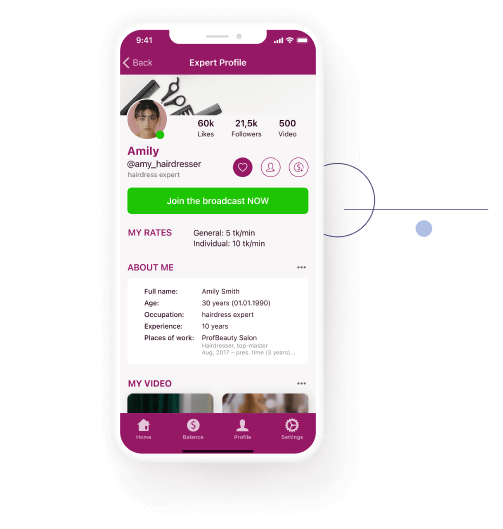 9:41
Back
Expert Profile
60k
21,5k
500
Likes
Followers
Video
Amily
@amy_hairdresser
hairdress expert
Join the broadcast NOW
MY RATES
General: 5 tk/min
Individual: 10 tk/min
ABOUT ME
Full name: Amily Smith
Age: 30 years (01.01.1990)
Occupation: hairdress expert
Experience: 10 years
Places of work: ProfBeauty Salon
Hairdresser, top-master
Aug, 2017 – pres. time (3 years)...
MY VIDEO
Home
Balance
Profile
Settings